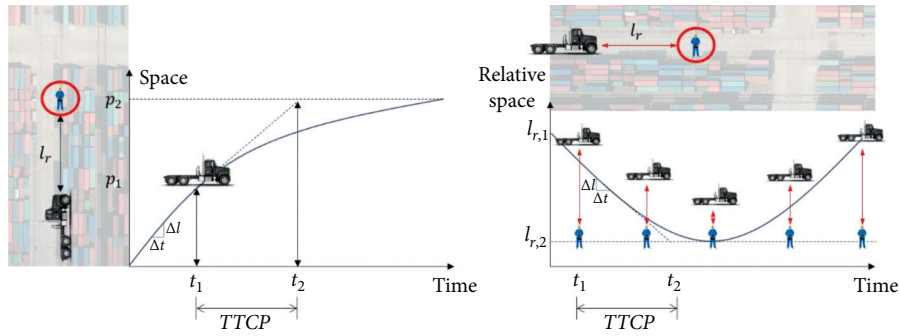 Space
p2
lr
p1
Δl
Δt
t1
t2
Time
TTCP
lr
Relative
space
lr,1
Δl
Δt
lr,2
t1
t2
Time
TTCP